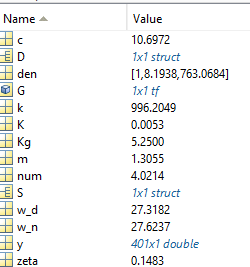 Name Value
c 10.6972
D 1x1 struct
den [1,8.1938,763.0684]
G 1x1 tf
k 996.2049
K 0.0053
Kg 5.2500
m 1.3055
num 4.0214
S 1x1 struct
w_d 27.3182
w_n 27.6237
y 401x1 double
zeta 0.1483